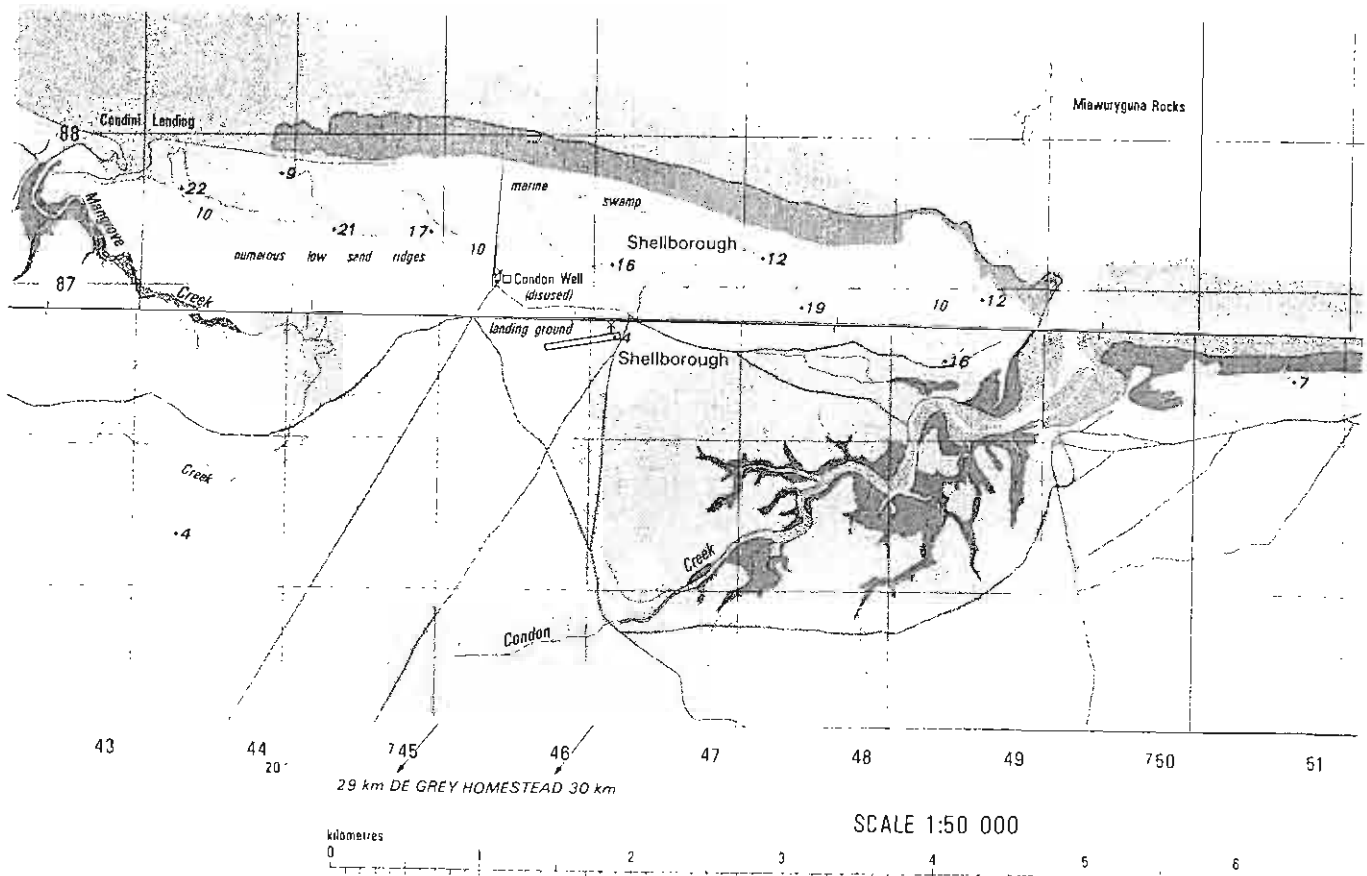 Miawuryguna Rocks
Condini Landing
88
9
22
Mangrove
marine
10
swamp
21
17
Shellborough
numerous low sand ridges
10
16
12
87
Condon Well
(disused)
Creek
19
10
12
landing ground
4
Shellborough
16
7
Creek
4
Creek
Condon
43
44
745
46
47
48
49
750
51
20'
29 km DE GREY HOMESTEAD 30 km
SCALE 1:50 000
kilometres
0
1
2
3
4
5
6